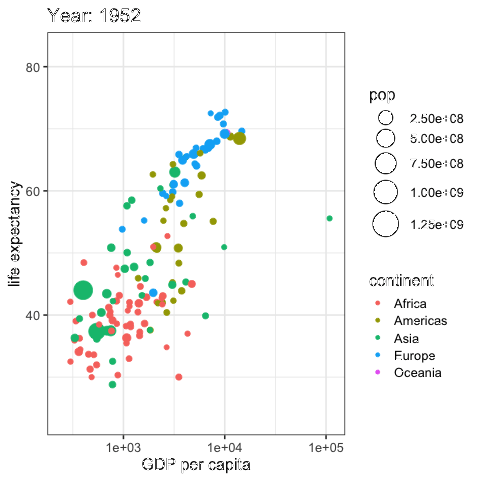 Year: 1952
life expectancy
80
60
40
1e+03
1e+04
1e+05
GDP per capita
pop
2.50e+08
5.00e+08
7.50e+08
1.00e+09
1.25e+09
continent
Africa
Americas
Asia
Europe
Oceania